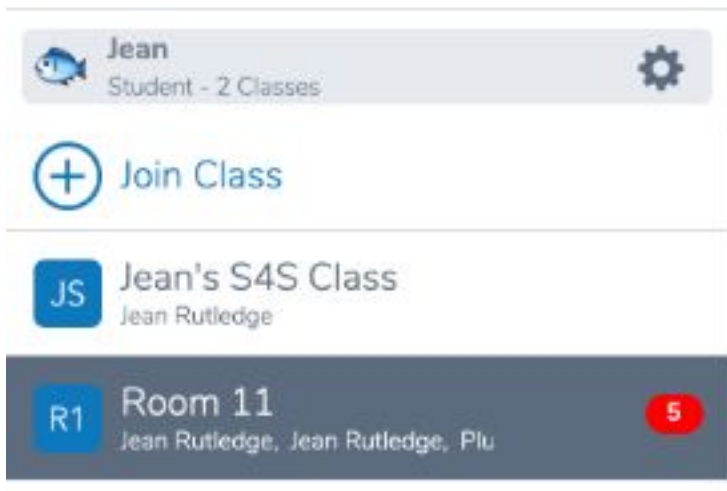 Jean
Student - 2 Classes
Join Class
JS
Jean's S4S Class
Jean Rutledge
R1
Room 11
Jean Rutledge, Jean Rutledge, Plu
5